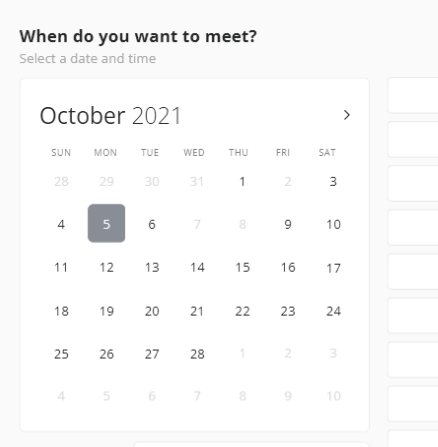 When do you want to meet?
Select a date and time
October 2021
SUN MON TUE WED THU FRI SAT
28 29 30 31 1 2 3
4 5 6 7 8 9 10
11 12 13 14 15 16 17
18 19 20 21 22 23 24
25 26 27 28 1 2 3
4 5 6 7 8 9 10